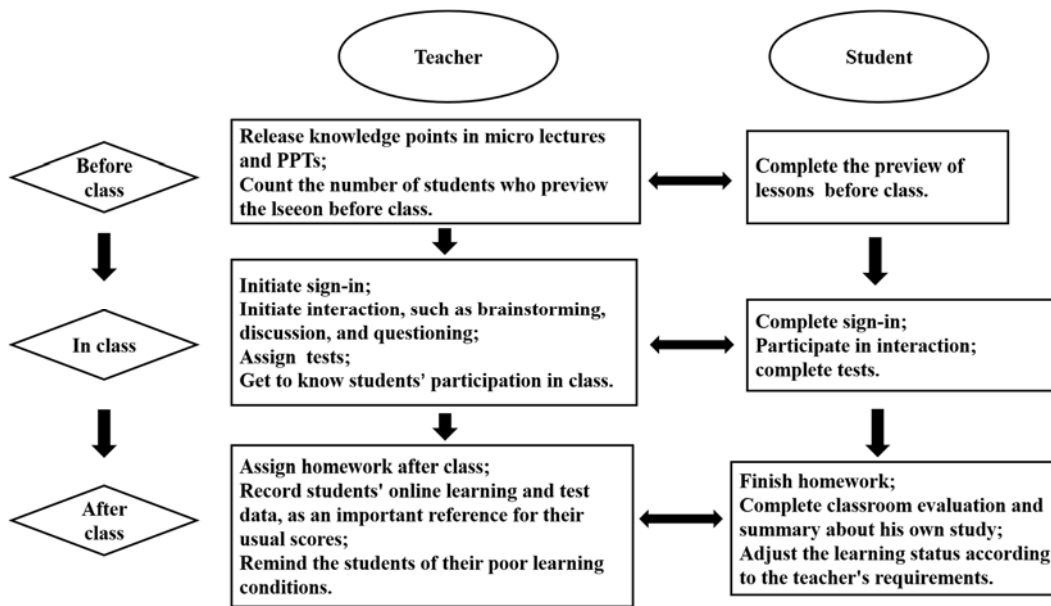 Teacher
Student
Before
class
Release knowledge points in micro lectures
and PPTs;
Count the number of students who preview
the lseeon before class.
Complete the preview of
lessons before class.
In class
Initiate sign-in;
Initiate interaction, such as brainstorming,
discussion, and questioning;
Assign tests;
Get to know students’ participation in class.
Complete sign-in;
Participate in interaction;
complete tests.
After
class
Assign homework after class;
Record students' online learning and test
data, as an important reference for their
usual scores;
Remind the students of their poor learning
conditions.
Finish homework;
Complete classroom evaluation and
summary about his own study;
Adjust the learning status according
to the teacher's requirements.